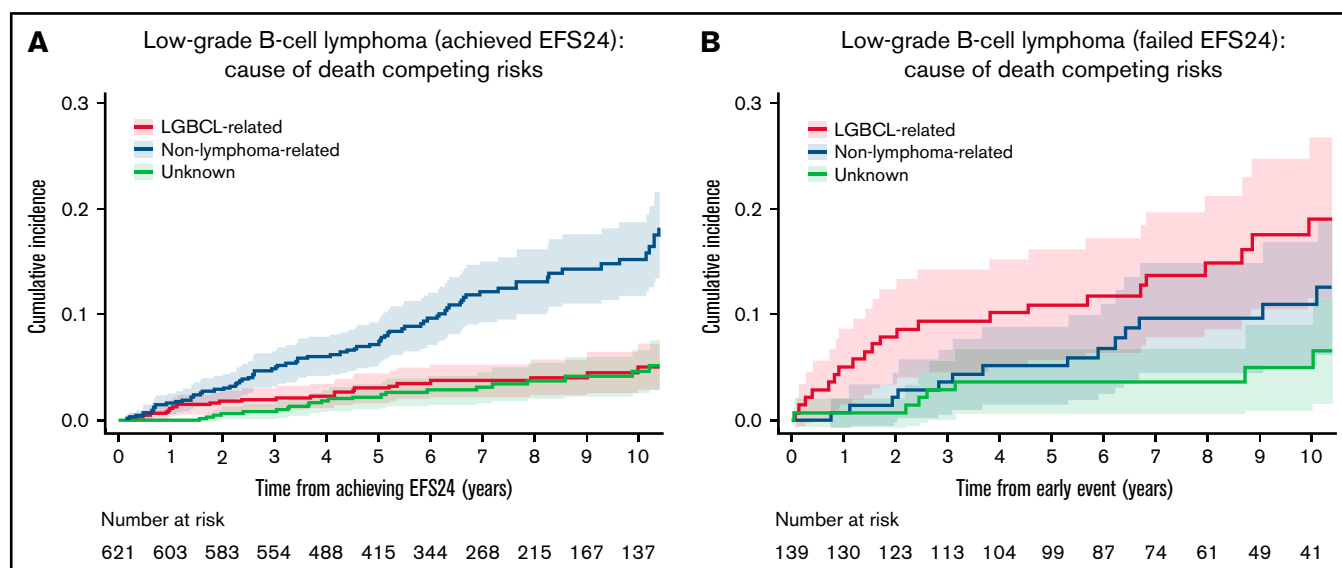 A
Low-grade B-cell lymphoma (achieved EFS24):
cause of death competing risks
0.3
0.2
0.1
0.0
Cumulative incidence
LGBCL-related
Non-lymphoma-related
Unknown
0 1 2 3 4 5 6 7 8 9 10
Time from achieving EFS24 (years)
Number at risk
621 603 583 554 488 415 344 268 215 167 137
B
Low-grade B-cell lymphoma (failed EFS24):
cause of death competing risks
0.3
0.2
0.1
0.0
Cumulative incidence
LGBCL-related
Non-lymphoma-related
Unknown
0 1 2 3 4 5 6 7 8 9 10
Time from early event (years)
Number at risk
139 130 123 113 104 99 87 74 61 49 41